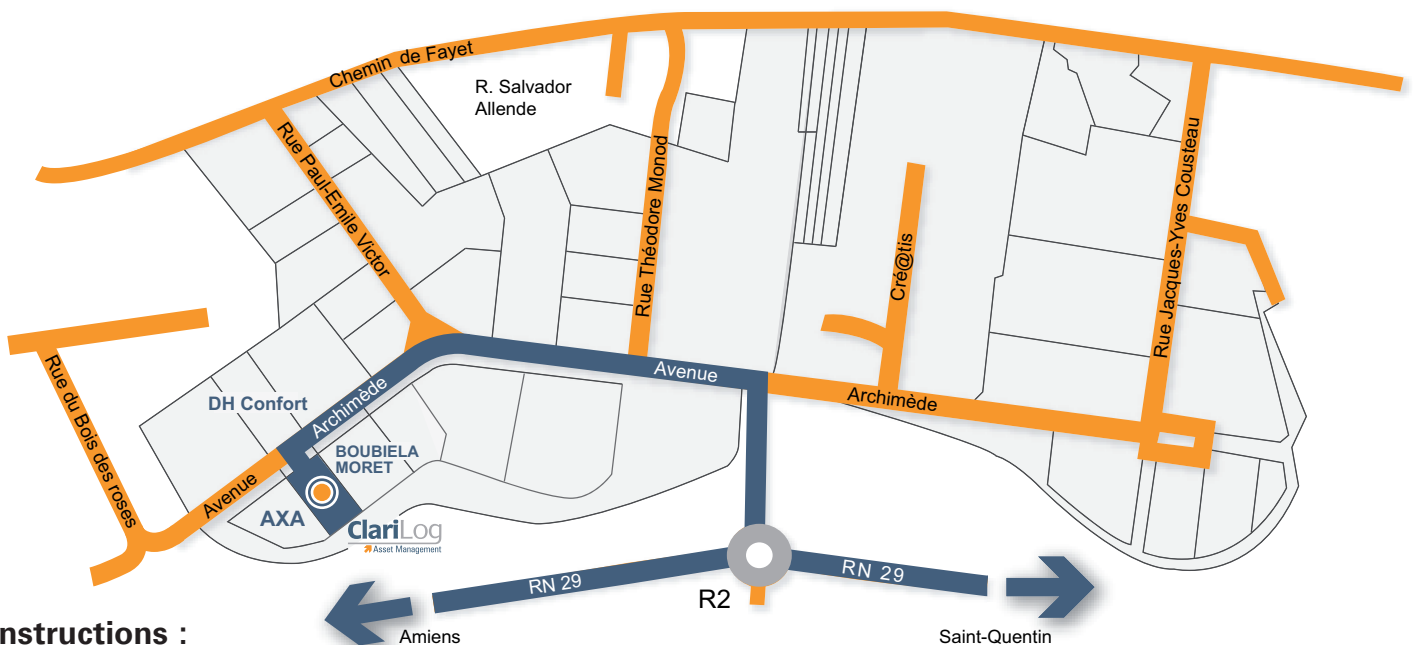 Chemin de Fayet
R. Salvador
Allende
Rue Paul-Emile Victor
Rue Théodore Monod
Rue Jacques-Yves Cousteau
Cré@tis
Rue du Bois des roses
Avenue
Archimède
DH Confort
Archimède
BOUBIELA
MORET
Avenue
AXA
ClariLog
Asset Management
RN 29
RN 29
R2
nstructions :
Amiens
Saint-Quentin